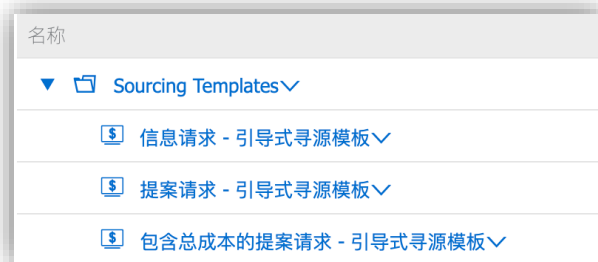 名称
Sourcing Templates
信息请求 - 引导式寻源模板
提案请求 - 引导式寻源模板
包含总成本的提案请求 - 引导式寻源模板